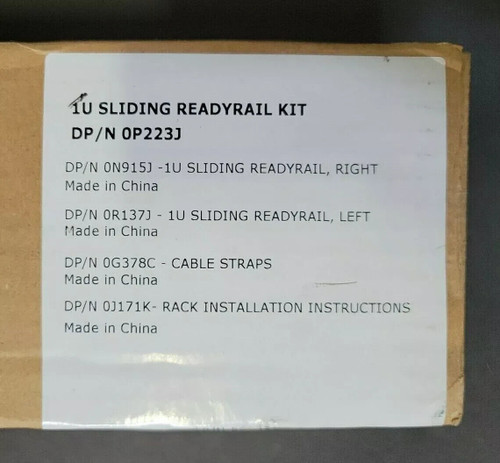 1U SLIDING READYRAIL KIT
DP/N 0P223J
DP/N 0N915J -1U SLIDING READYRAIL, RIGHT
Made in China
DP/N 0R137J - 1U SLIDING READYRAIL, LEFT
Made in China
DP/N 0G378C - CABLE STRAPS
Made in China
DP/N 0J171K- RACK INSTALLATION INSTRUCTIONS
Made in China